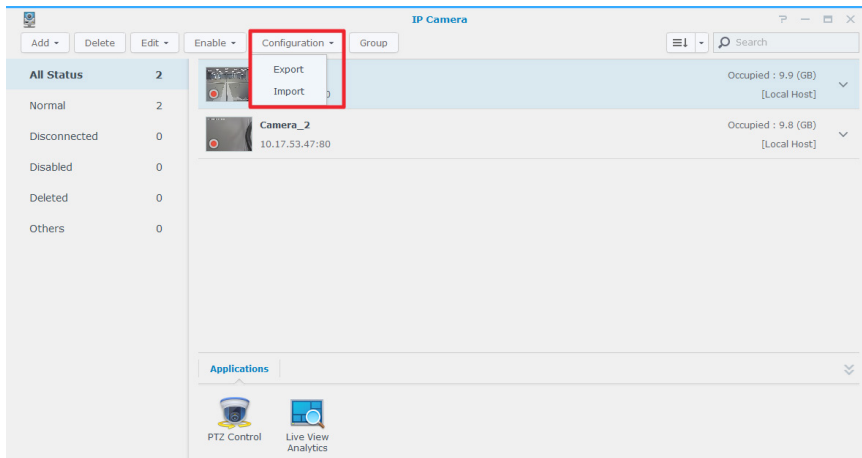 IP Camera
Add Delete Edit Enable Configuration Group Search
All Status 2
Normal 2
Disconnected 0
Disabled 0
Deleted 0
Others 0
Export
Import
Occupied : 9.9 (GB)
[Local Host]
Camera_2
10.17.53.47:80
Occupied : 9.8 (GB)
[Local Host]
Applications
PTZ Control
Live View
Analytics